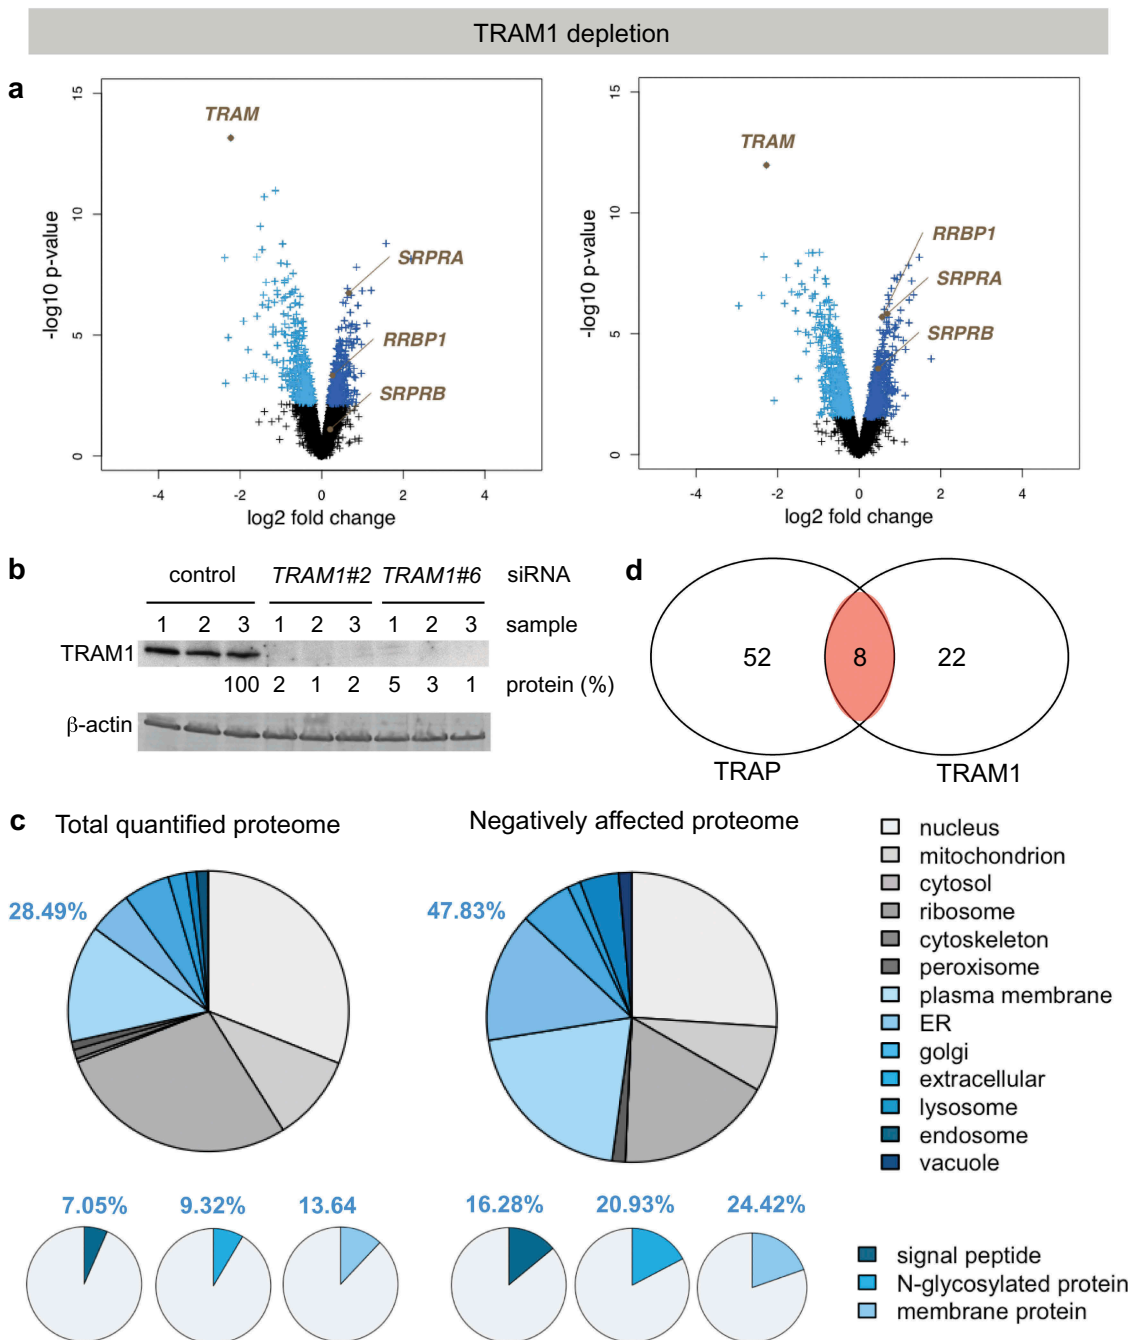 TRAM1 depletion
a
15
10
5
0
-log10 p-value
TRAM
SRPRA
RRBP1
SRPRB
-4 -2 0 2 4
log2 fold change
15
10
5
0
-log10 p-value
TRAM
RRBP1
SRPRA
SRPRB
-4 -2 0 2 4
log2 fold change
b
control TRAM1#2 TRAM1#6 siRNA
1 2 3 1 2 3 1 2 3 sample
TRAM1
100 2 1 2 5 3 1 protein (%)
β-actin
d
52 8 22
TRAP TRAM1
c
Total quantified proteome
28.49%
Negatively affected proteome
47.83%
nucleus
mitochondrion
cytosol
ribosome
cytoskeleton
peroxisome
plasma membrane
ER
golgi
extracellular
lysosome
endosome
vacuole
7.05% 9.32% 13.64
16.28% 20.93% 24.42%
signal peptide
N-glycosylated protein
membrane protein